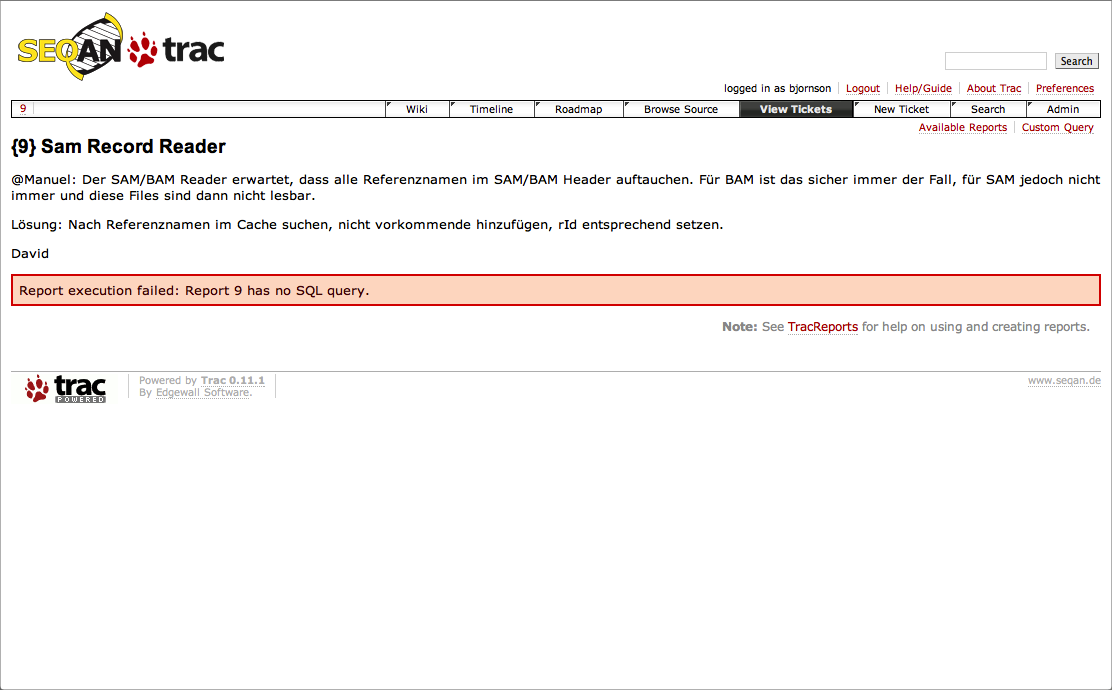 SEQAN trac
Search
logged in as bjornson Logout Help/Guide About Trac Preferences
9 Wiki Timeline Roadmap Browse Source View Tickets New Ticket Search Admin
Available Reports Custom Query
{9} Sam Record Reader
@Manuel: Der SAM/BAM Reader erwartet, dass alle Referenznamen im SAM/BAM Header auftauchen. Für BAM ist das sicher immer der Fall, für SAM jedoch nicht
immer und diese Files sind dann nicht lesbar.
Lösung: Nach Referenznamen im Cache suchen, nicht vorkommende hinzufügen, rId entsprechend setzen.
David
Report execution failed: Report 9 has no SQL query.
Note: See TracReports for help on using and creating reports.
trac POWERED
Powered by Trac 0.11.1
By Edgewall Software.
www.seqan.de